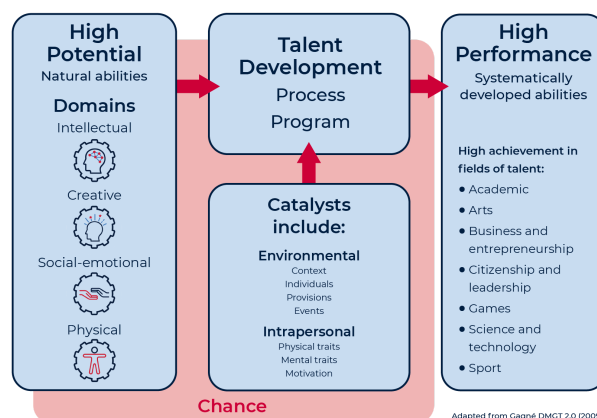 High
Potential
Natural abilities
Domains
Intellectual
Creative
Social-emotional
Physical
Talent
Development
Process
Program
Catalysts
include:
Environmental
Context
Individuals
Provisions
Events
Intrapersonal
Physical traits
Mental traits
Motivation
High
Performance
Systematically
developed abilities
High achievement in
fields of talent:
● Academic
● Arts
● Business and
entrepreneurship
● Citizenship and
leadership
● Games
● Science and
technology
● Sport
Chance
Adapted from Gagné DMGT 2.0 (2009